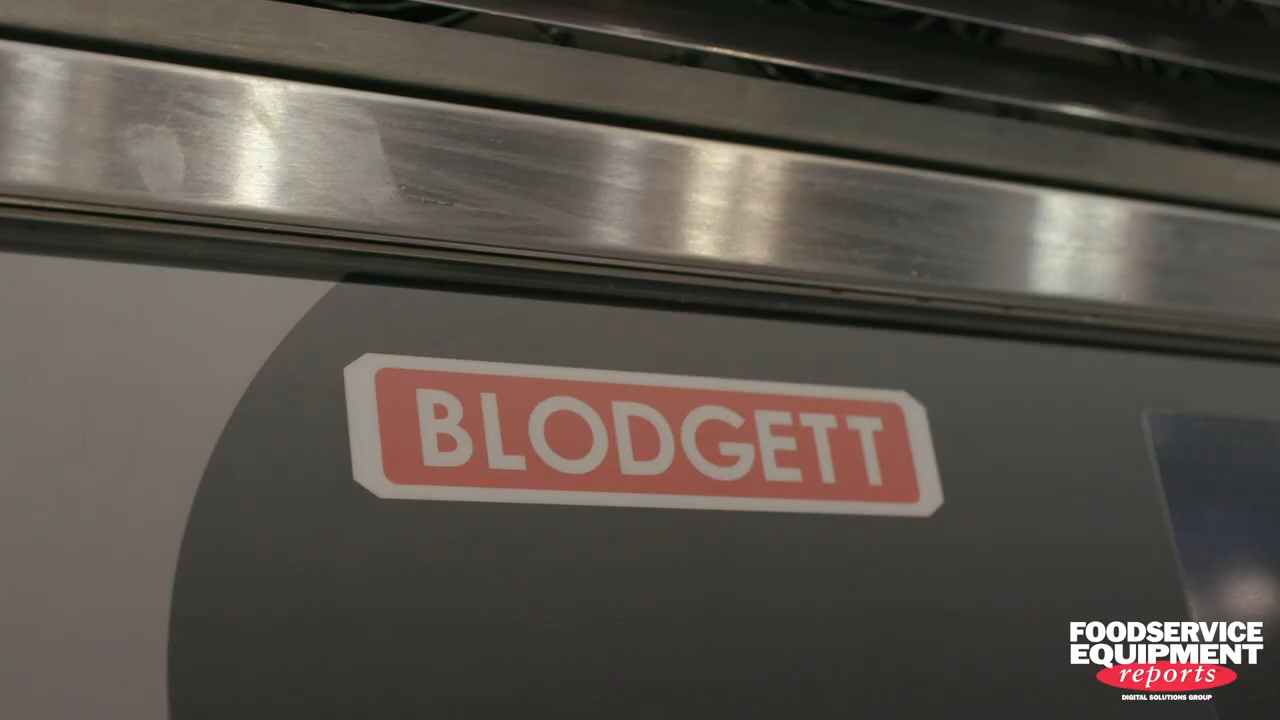 BLODGETT
FOODSERVICE
EQUIPMENT
reports
DIGITAL SOLUTIONS GROUP